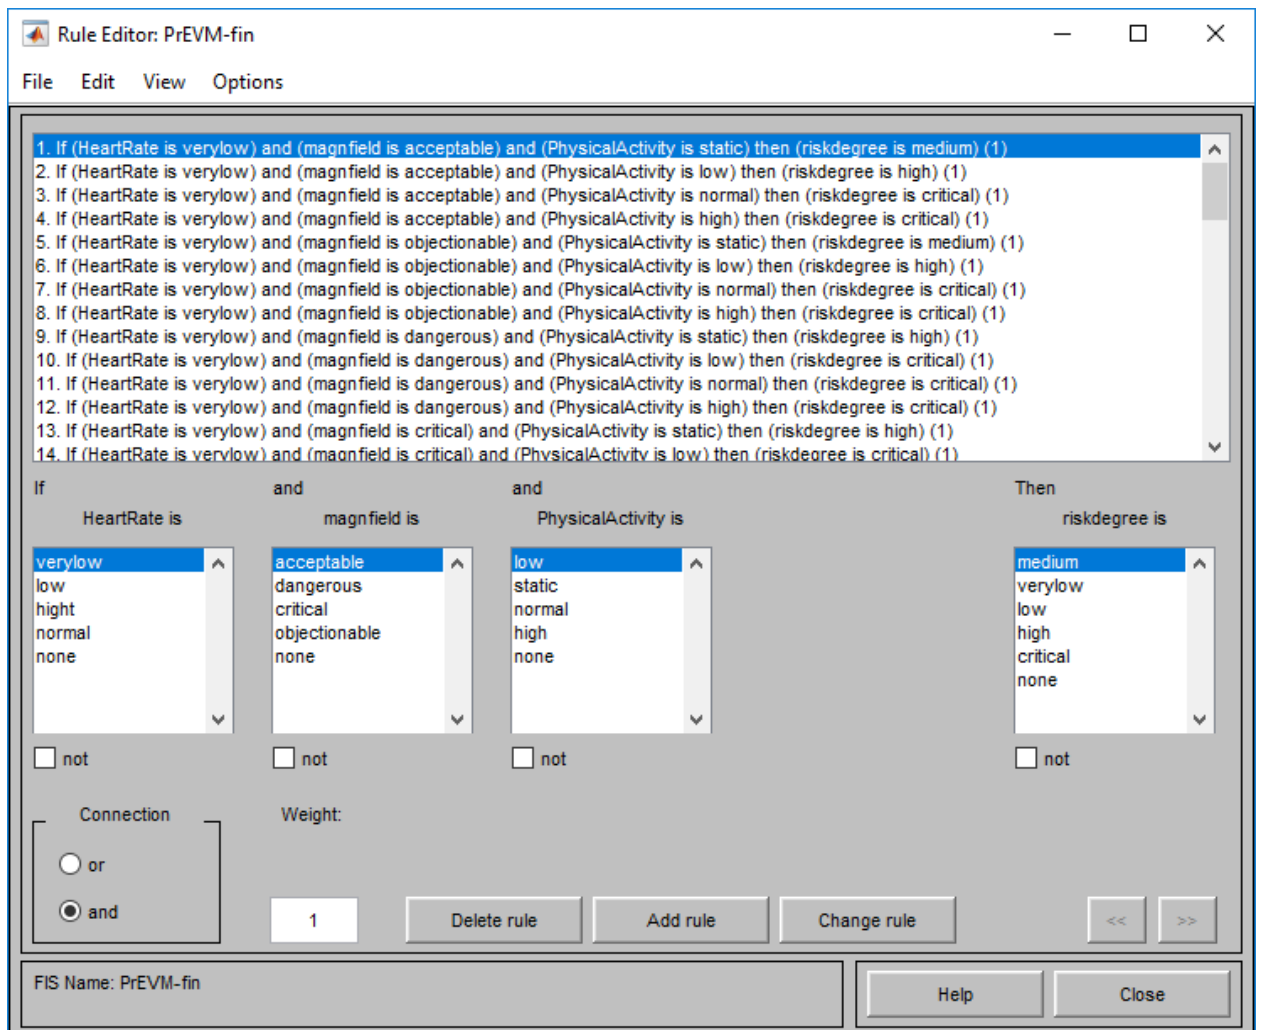 Rule Editor: PrEVM-fin
File Edit View Options
1. If (HeartRate is verylow) and (magnfield is acceptable) and (PhysicalActivity is static) then (riskdegree is medium) (1)
2. If (HeartRate is verylow) and (magnfield is acceptable) and (PhysicalActivity is low) then (riskdegree is high) (1)
3. If (HeartRate is verylow) and (magnfield is acceptable) and (PhysicalActivity is normal) then (riskdegree is critical) (1)
4. If (HeartRate is verylow) and (magnfield is acceptable) and (PhysicalActivity is high) then (riskdegree is critical) (1)
5. If (HeartRate is verylow) and (magnfield is objectionable) and (PhysicalActivity is static) then (riskdegree is medium) (1)
6. If (HeartRate is verylow) and (magnfield is objectionable) and (PhysicalActivity is low) then (riskdegree is high) (1)
7. If (HeartRate is verylow) and (magnfield is objectionable) and (PhysicalActivity is normal) then (riskdegree is critical) (1)
8. If (HeartRate is verylow) and (magnfield is objectionable) and (PhysicalActivity is high) then (riskdegree is critical) (1)
9. If (HeartRate is verylow) and (magnfield is dangerous) and (PhysicalActivity is static) then (riskdegree is high) (1)
10. If (HeartRate is verylow) and (magnfield is dangerous) and (PhysicalActivity is low) then (riskdegree is critical) (1)
11. If (HeartRate is verylow) and (magnfield is dangerous) and (PhysicalActivity is normal) then (riskdegree is critical) (1)
12. If (HeartRate is verylow) and (magnfield is dangerous) and (PhysicalActivity is high) then (riskdegree is critical) (1)
13. If (HeartRate is verylow) and (magnfield is critical) and (PhysicalActivity is static) then (riskdegree is high) (1)
14. If (HeartRate is verylow) and (magnfield is critical) and (PhysicalActivity is low) then (riskdegree is critical) (1)
If and and Then
HeartRate is magnfield is PhysicalActivity is riskdegree is
verylow acceptable low medium
low dangerous static verylow
hight critical normal low
normal objectionable high high
none none none critical
none
not not not not
Connection Weight:
or
and 1 Delete rule Add rule Change rule << >>
FIS Name: PrEVM-fin
Help Close